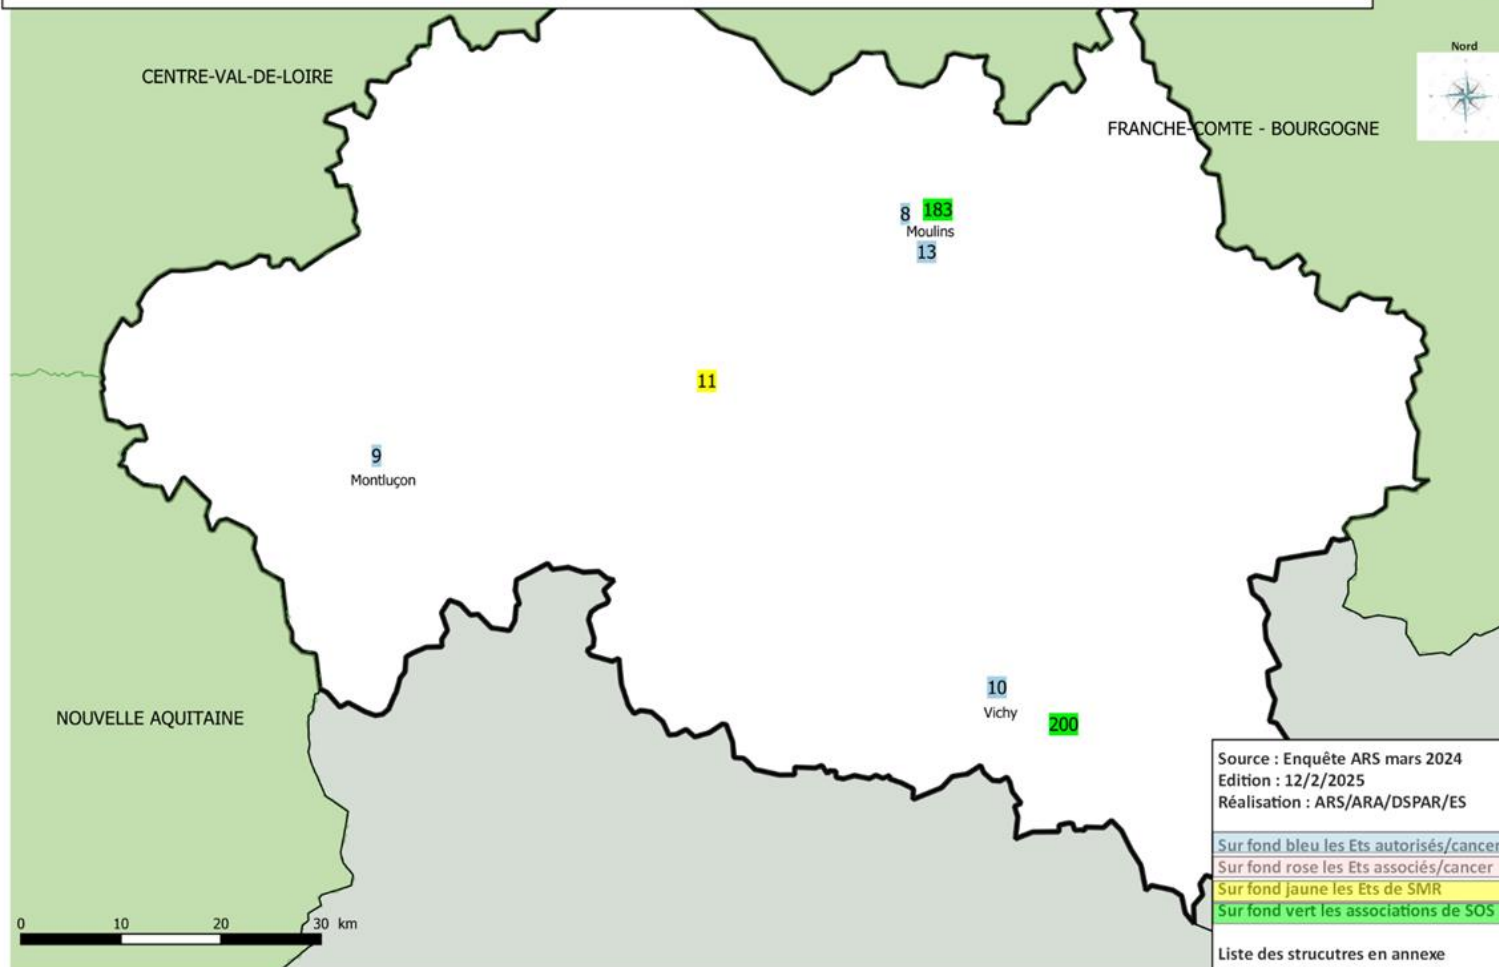 Nord
CENTRE-VAL-DE-LOIRE
FRANCHE-COMTE - BOURGOGNE
8
183
Moulins
13
11
9
Montluçon
10
Vichy
200
NOUVELLE AQUITAINE
Source : Enquête ARS mars 2024
Edition : 12/2/2025
Réalisation : ARS/ARA/DSPAR/ES
Sur fond bleu les Ets autorisés/cancer
Sur fond rose les Ets associés/cancer
Sur fond jaune les Ets de SMR
Sur fond vert les associations de SOS
Liste des strucutres en annexe
0 10 20 30 km